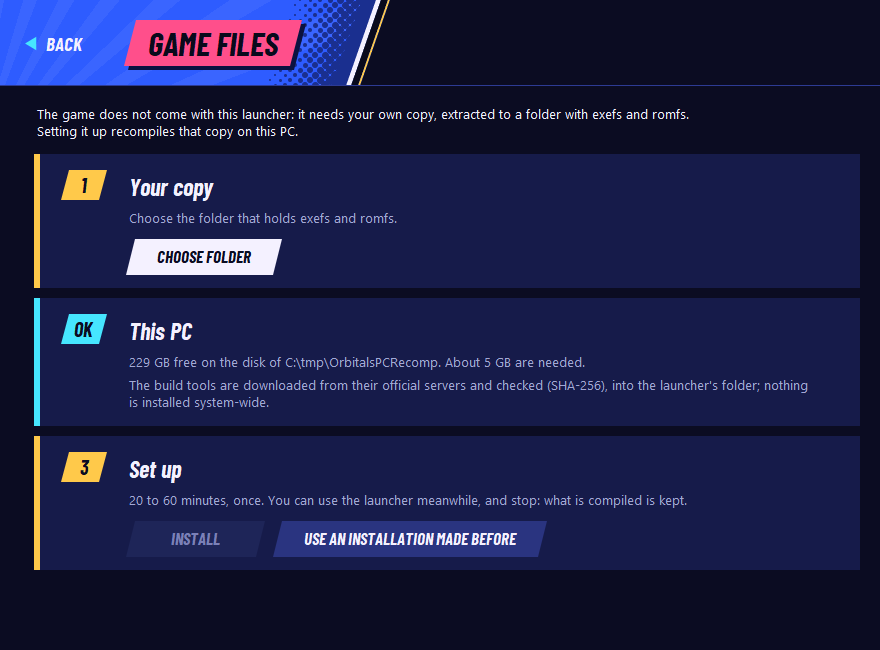 BACK
GAME FILES
The game does not come with this launcher: it needs your own copy, extracted to a folder with exefs and romfs.
Setting it up recompiles that copy on this PC.
1
Your copy
Choose the folder that holds exefs and romfs.
CHOOSE FOLDER
OK
This PC
229 GB free on the disk of C:\tmp\OrbitalsPCRecomp. About 5 GB are needed.
The build tools are downloaded from their official servers and checked (SHA-256), into the launcher's folder; nothing
is installed system-wide.
3
Set up
20 to 60 minutes, once. You can use the launcher meanwhile, and stop: what is compiled is kept.
INSTALL
USE AN INSTALLATION MADE BEFORE